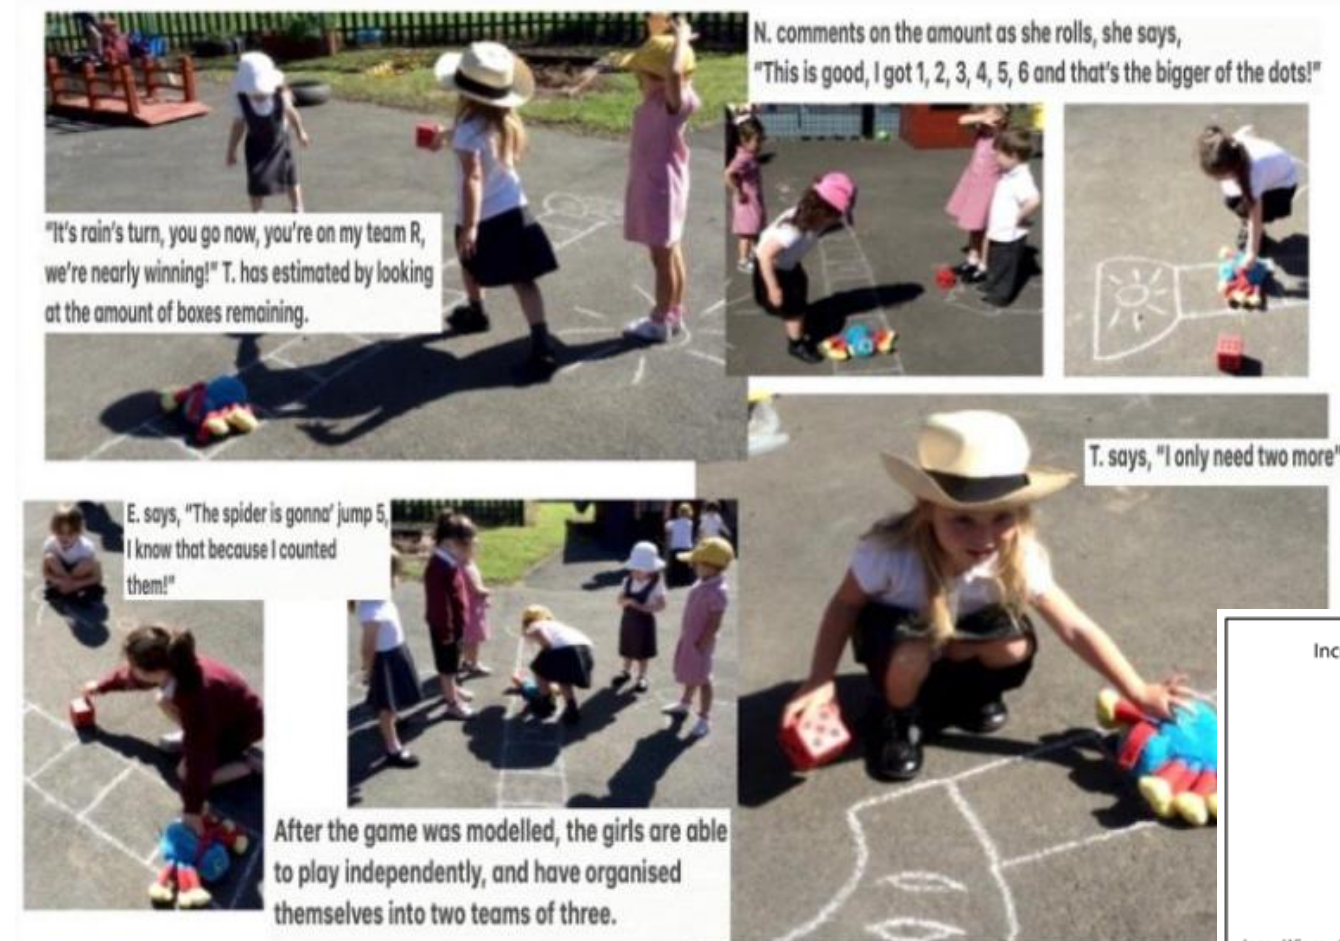 N. comments on the amount as she rolls, she says,
"This is good, I got 1, 2, 3, 4, 5, 6 and that's the bigger of the dots!"
"It's rain's turn, you go now, you're on my team R,
we're nearly winning!" T. has estimated by looking
at the amount of boxes remaining.
T. says, "I only need two more"
E. says, "The spider is gonna' jump 5,
I know that because I counted
them!"
After the game was modelled, the girls are able
to play independently, and have organised
themselves into two teams of three.